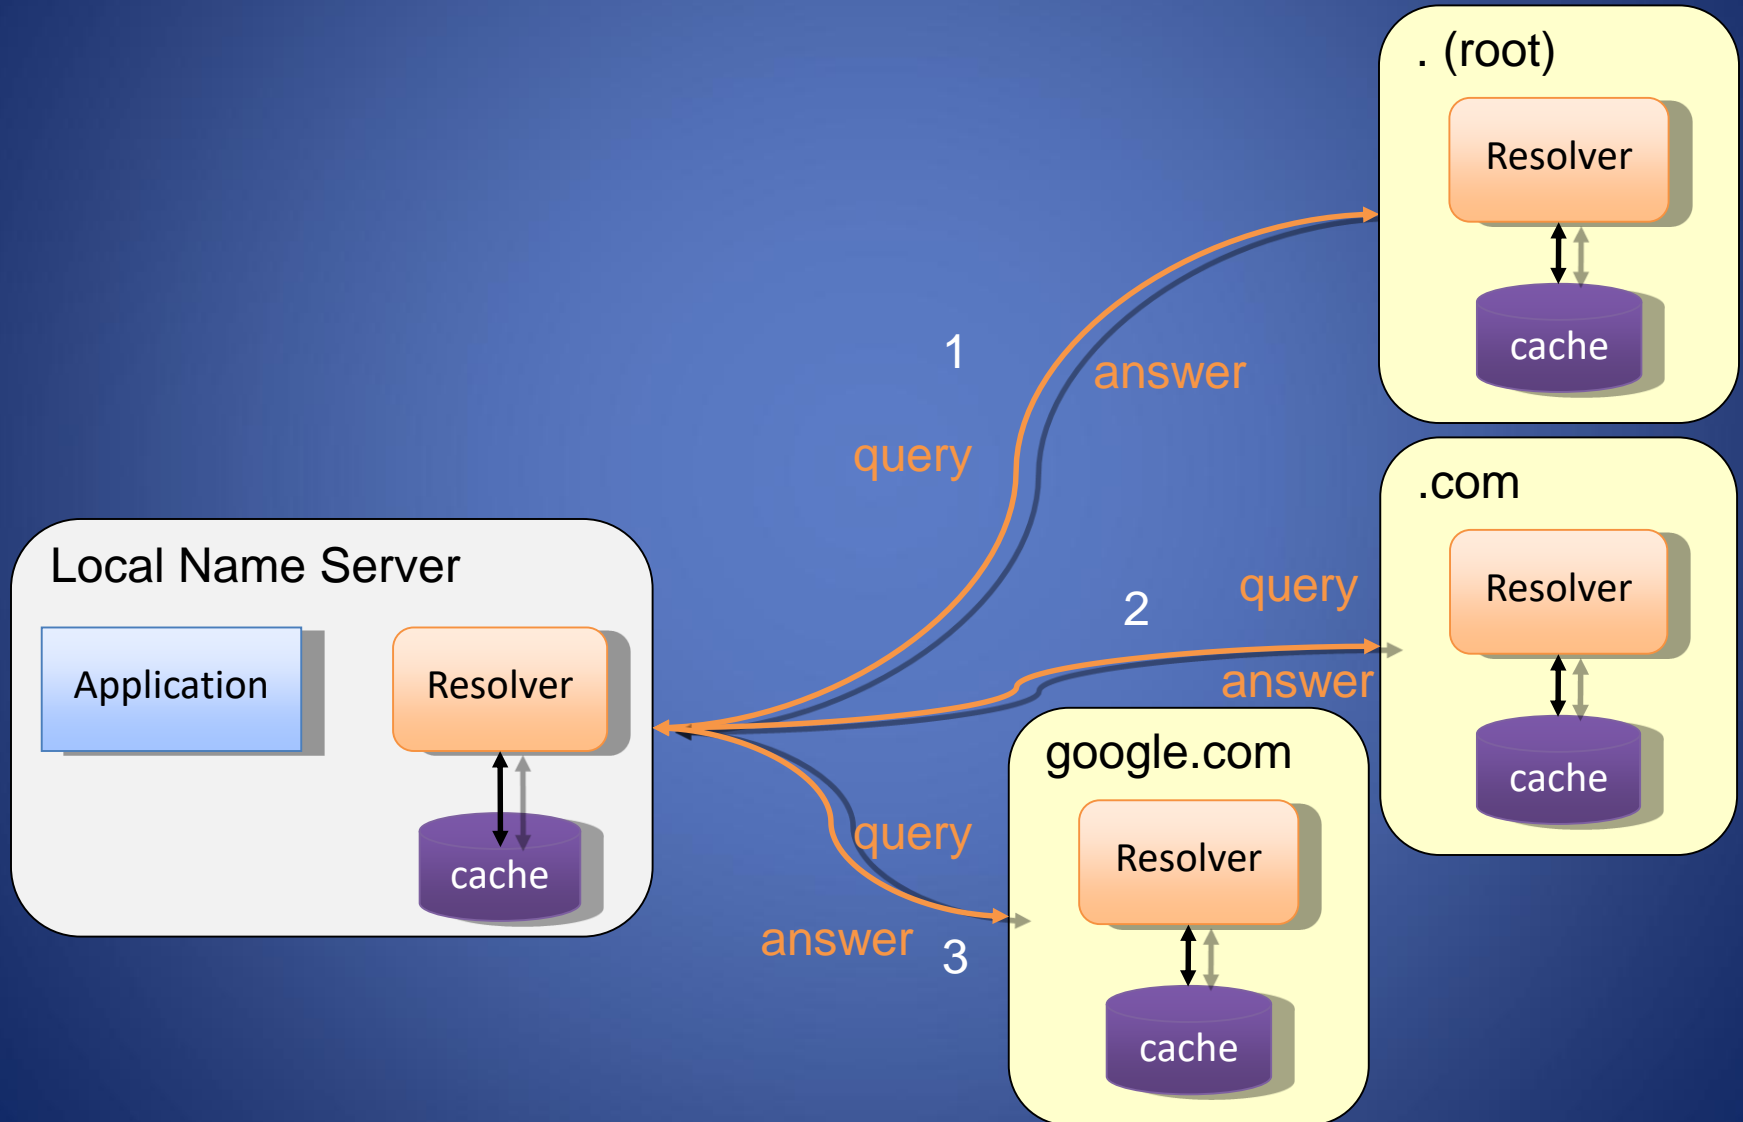 . (root)
Resolver
cache
1
answer
query
.com
Resolver
cache
2
query
answer
Local Name Server
Application
Resolver
cache
google.com
Resolver
cache
query
answer
3